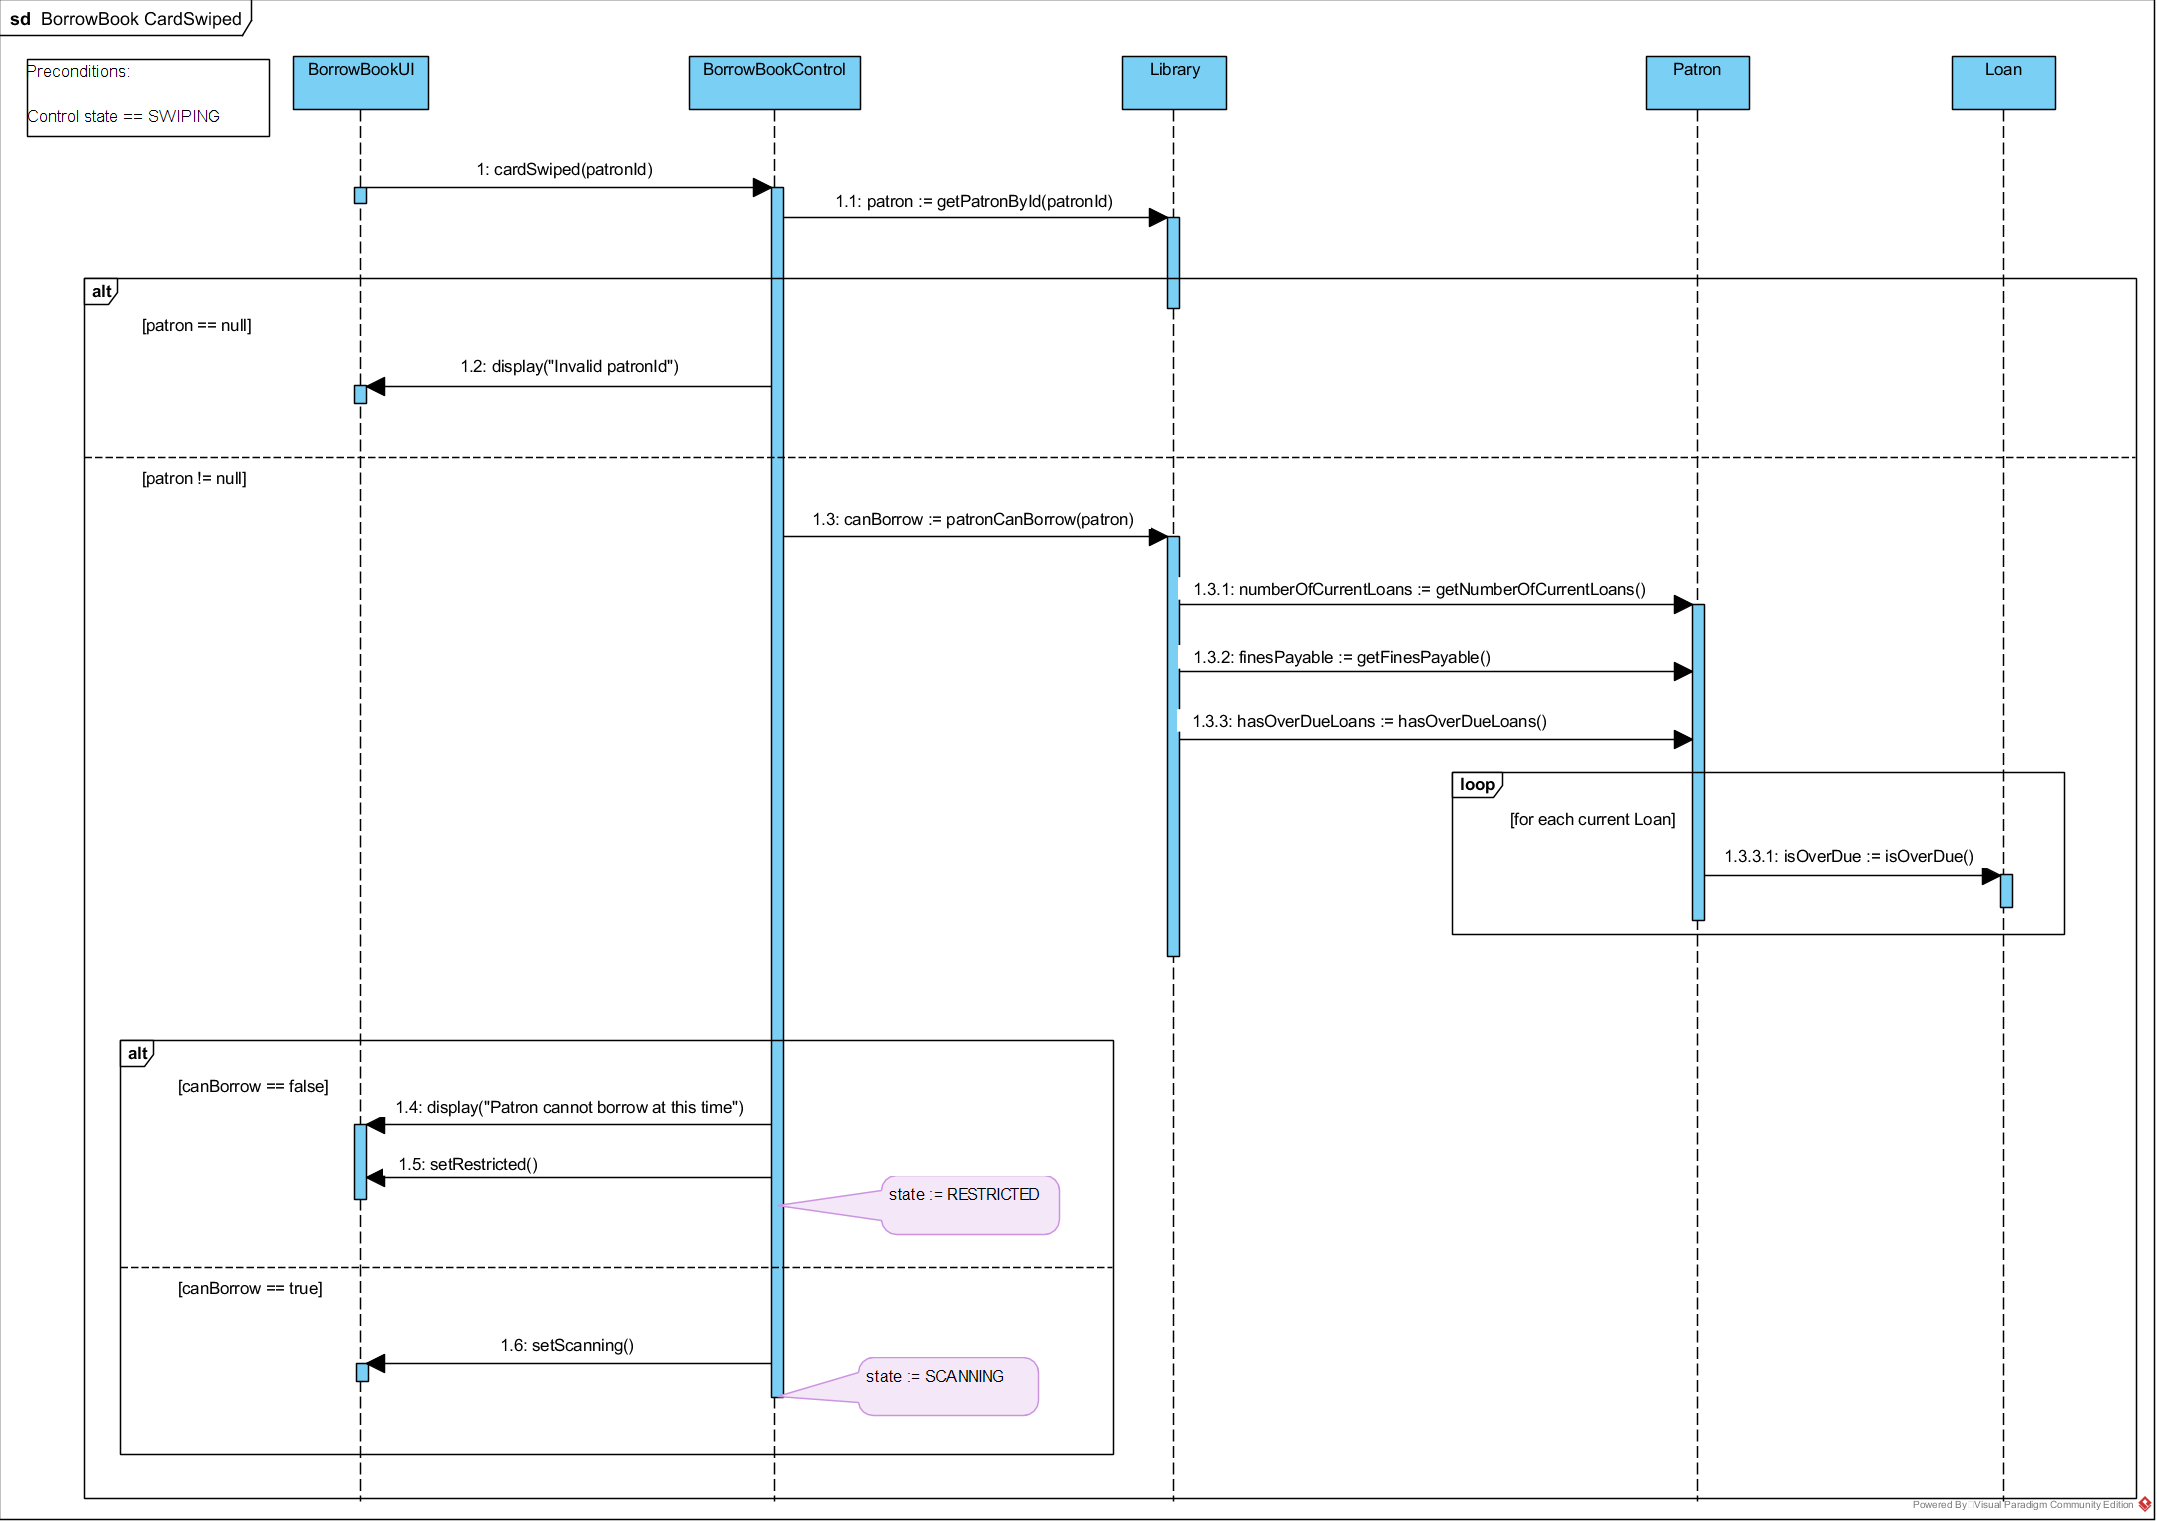 sd BorrowBook CardSwiped
Preconditions:
Control state == SWIPING
BorrowBookUI
BorrowBookControl
Library
Patron
Loan
1: cardSwiped(patronId)
1.1: patron := getPatronById(patronId)
alt
[patron == null]
1.2: display("Invalid patronId")
[patron != null]
1.3: canBorrow := patronCanBorrow(patron)
1.3.1: numberOfCurrentLoans := getNumberOfCurrentLoans()
1.3.2: finesPayable := getFinesPayable()
1.3.3: hasOverDueLoans := hasOverDueLoans()
loop
[for each current Loan]
1.3.3.1: isOverDue := isOverDue()
alt
[canBorrow == false]
1.4: display("Patron cannot borrow at this time")
1.5: setRestricted()
state := RESTRICTED
[canBorrow == true]
1.6: setScanning()
state := SCANNING
Powered By Visual Paradigm Community Edition